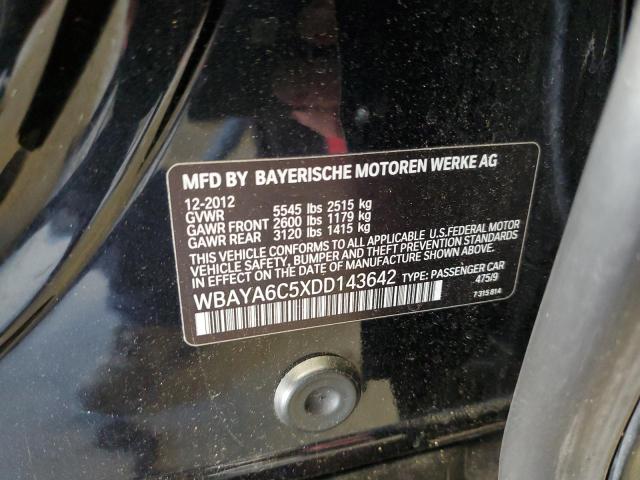 MFD BY BAYERISCHE MOTOREN WERKE AG
12-2012
GVWR 5545 lbs 2515 kg
GAWR FRONT 2600 lbs 1179 kg
GAWR REAR 3120 lbs 1415 kg
THIS VEHICLE CONFORMS TO ALL APPLICABLE U.S.FEDERAL MOTOR
VEHICLE SAFETY, BUMPER AND THEFT PREVENTION STANDARDS
IN EFFECT ON THE DATE OF MANUFACTURE SHOWN ABOVE.
WBAYA6C5XDD143642 TYPE: PASSENGER CAR
475/9
7 315 814